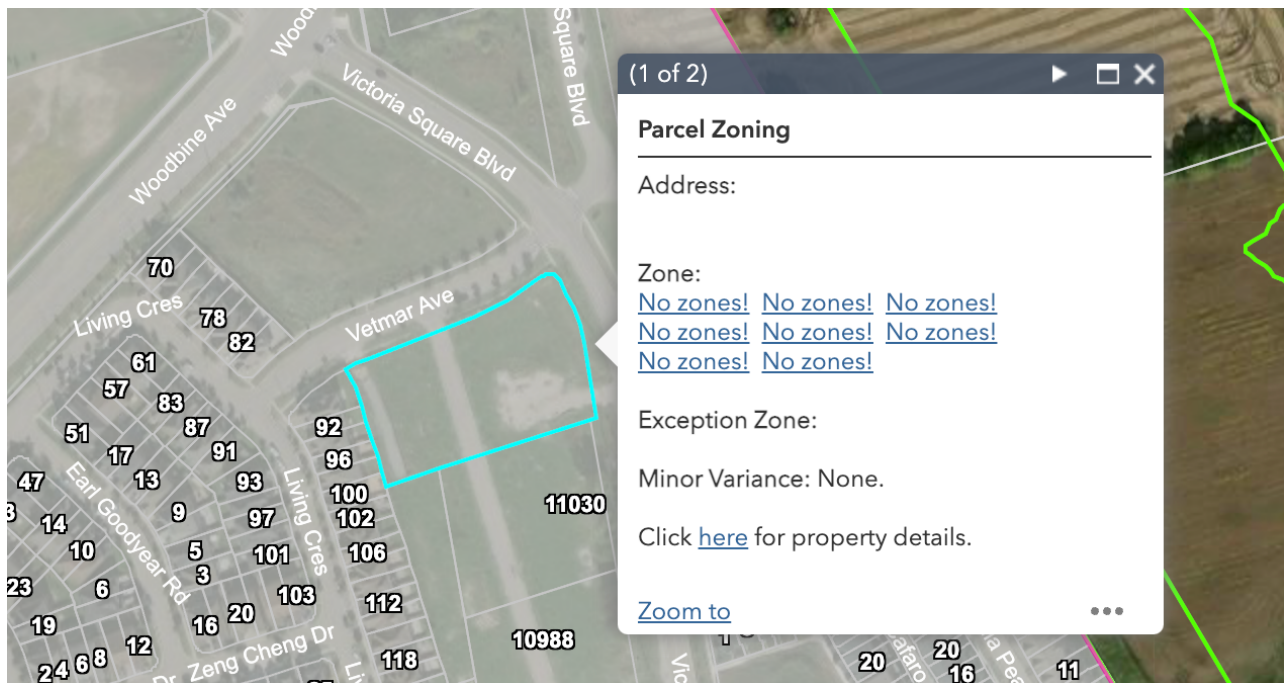 Woodbine Ave
Victoria Square Blvd
Square Blvd
Vetmar Ave
Living Cres
70
78
82
61
57
83
87
51
17
91
13
93
47
9
97
14
10
5
101
3
23
6
103
19
16
20
12
2
4
6
8
Earl Goodyear Rd
Living Cres
Dr. Zeng Cheng Dr
92
96
100
102
106
112
118
11030
10988
(1 of 2)
Parcel Zoning
Address:
Zone:
No zones! No zones! No zones!
No zones! No zones! No zones!
No zones! No zones!
Exception Zone:
Minor Variance: None.
Click here for property details.
Zoom to
20
20
16
11